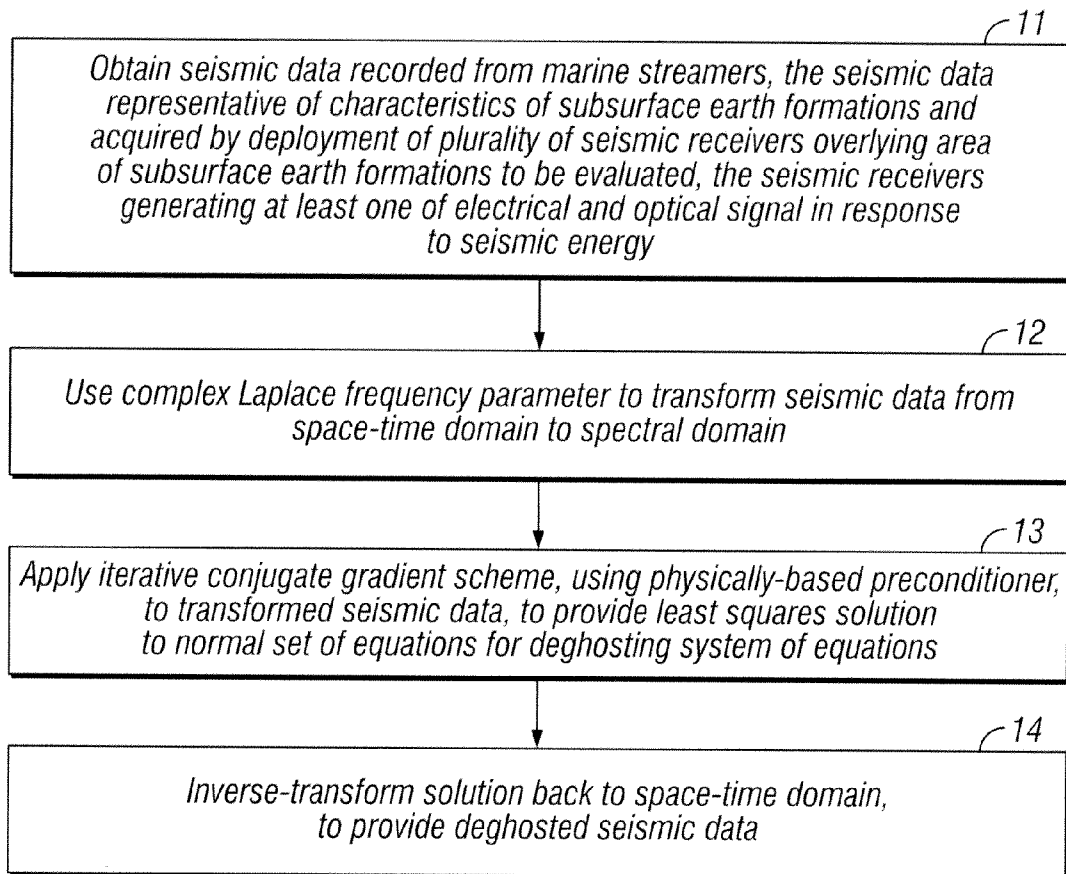 11
Obtain seismic data recorded from marine streamers, the seismic data
representative of characteristics of subsurface earth formations and
acquired by deployment of plurality of seismic receivers overlying area
of subsurface earth formations to be evaluated, the seismic receivers
generating at least one of electrical and optical signal in response
to seismic energy
12
Use complex Laplace frequency parameter to transform seismic data from
space-time domain to spectral domain
13
Apply iterative conjugate gradient scheme, using physically-based preconditioner,
to transformed seismic data, to provide least squares solution
to normal set of equations for deghosting system of equations
14
Inverse-transform solution back to space-time domain,
to provide deghosted seismic data